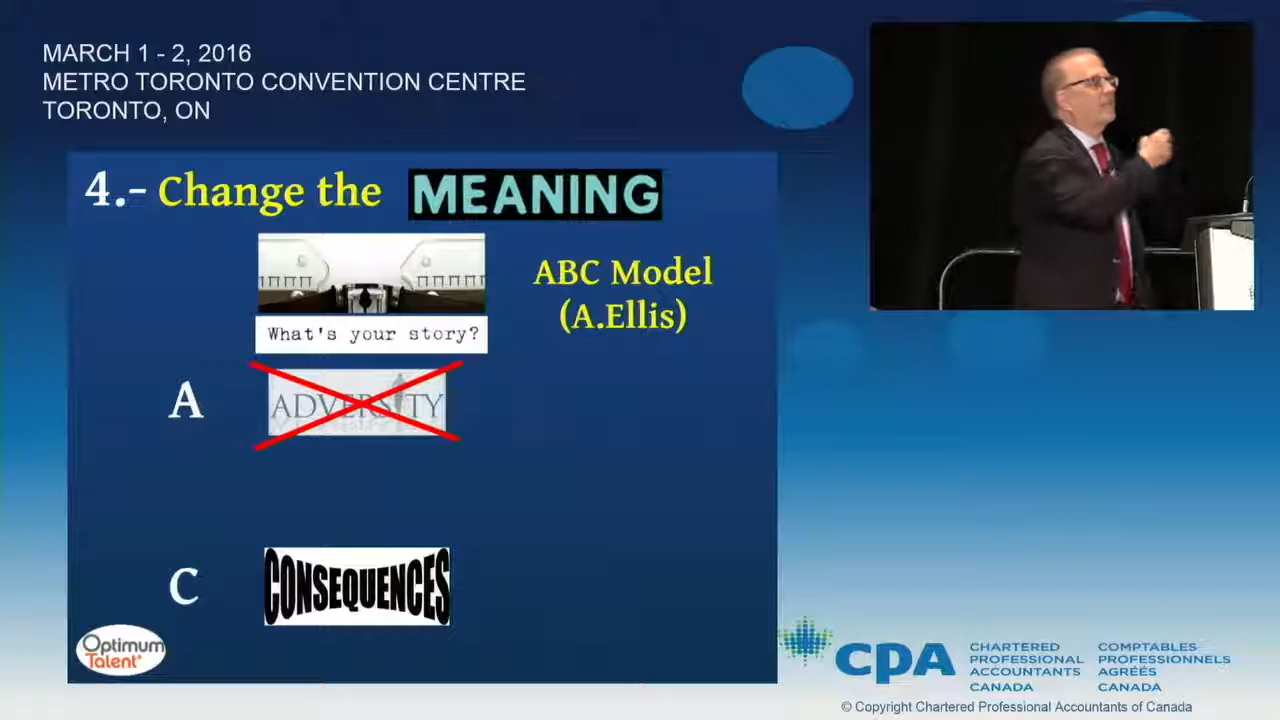 MARCH 1 - 2, 2016
METRO TORONTO CONVENTION CENTRE
TORONTO, ON
4.- Change the MEANING
What's your story?
ABC Model
(A.Ellis)
A ADVERSITY
C CONSEQUENCES
Optimum
Talent
CPA
CHARTERED
PROFESSIONAL
ACCOUNTANTS
CANADA
COMPTABLES
PROFESSIONNELS
AGRÉÉS
CANADA
© Copyright Chartered Professional Accountants of Canada